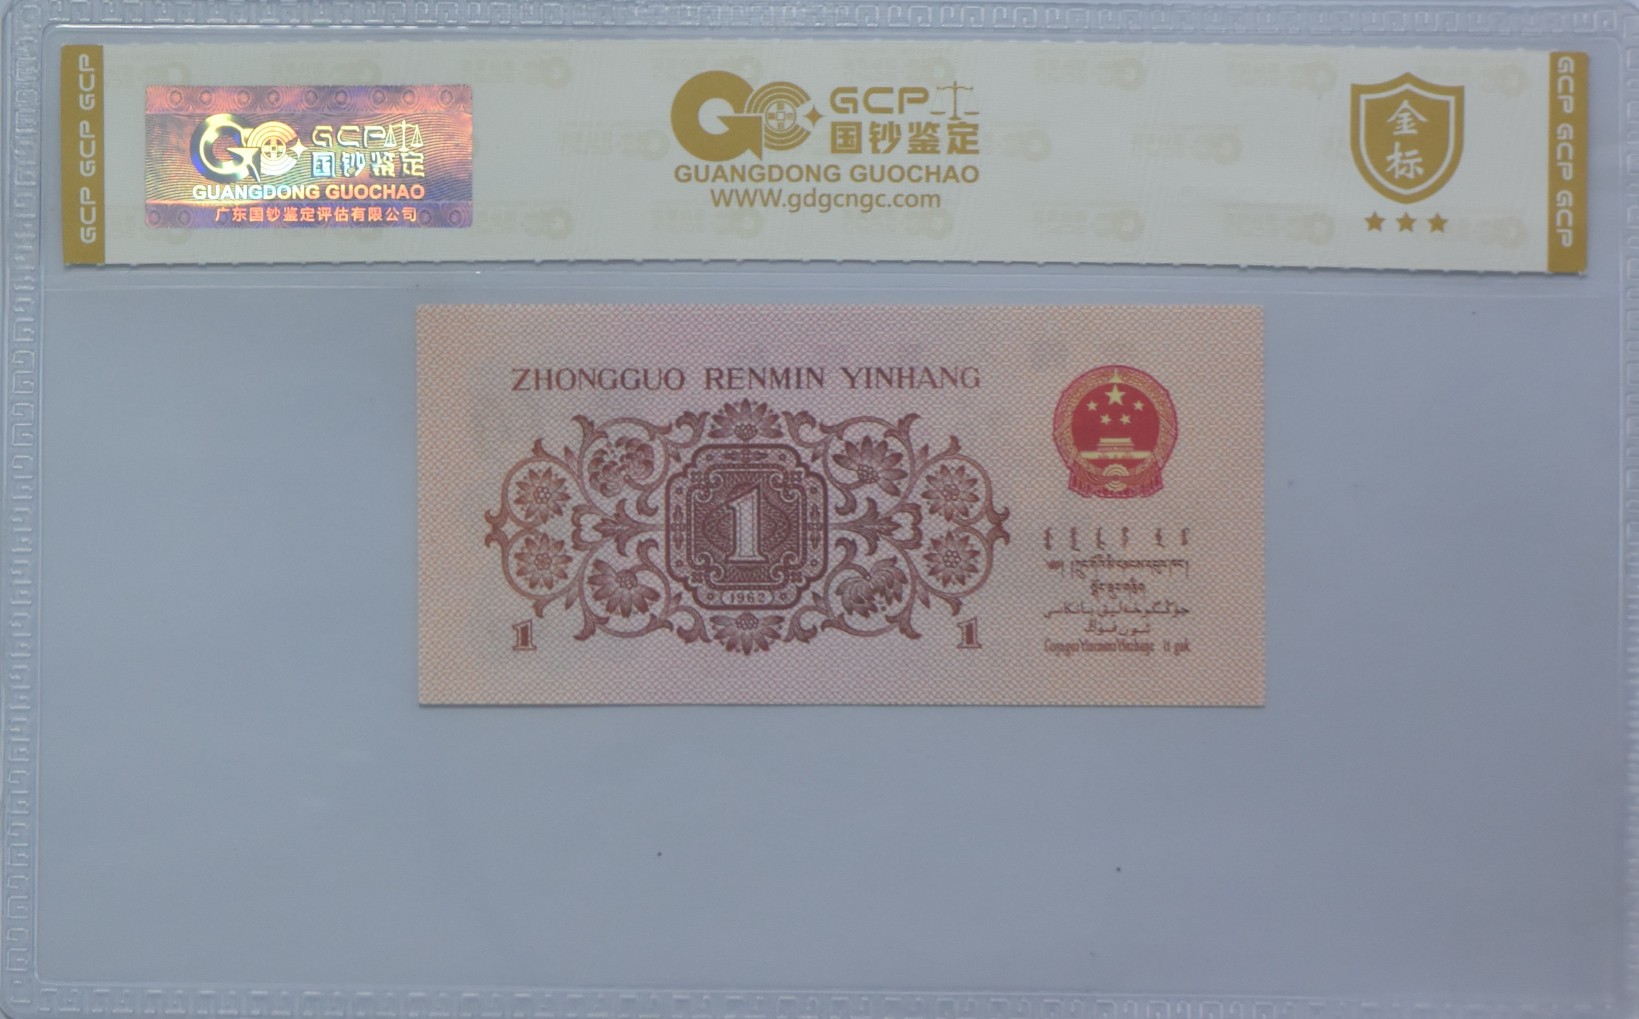 GCP GCP GCP
GCP
国钞鉴定
GUANGDONG GUOCHAO
广东国钞鉴定评估有限公司
GCP
国钞鉴定
GUANGDONG GUOCHAO
www.gdgcngc.com
金标
GCP GCP GCP
ZHONGGUO RENMIN YINHANG
1
1962
1
1